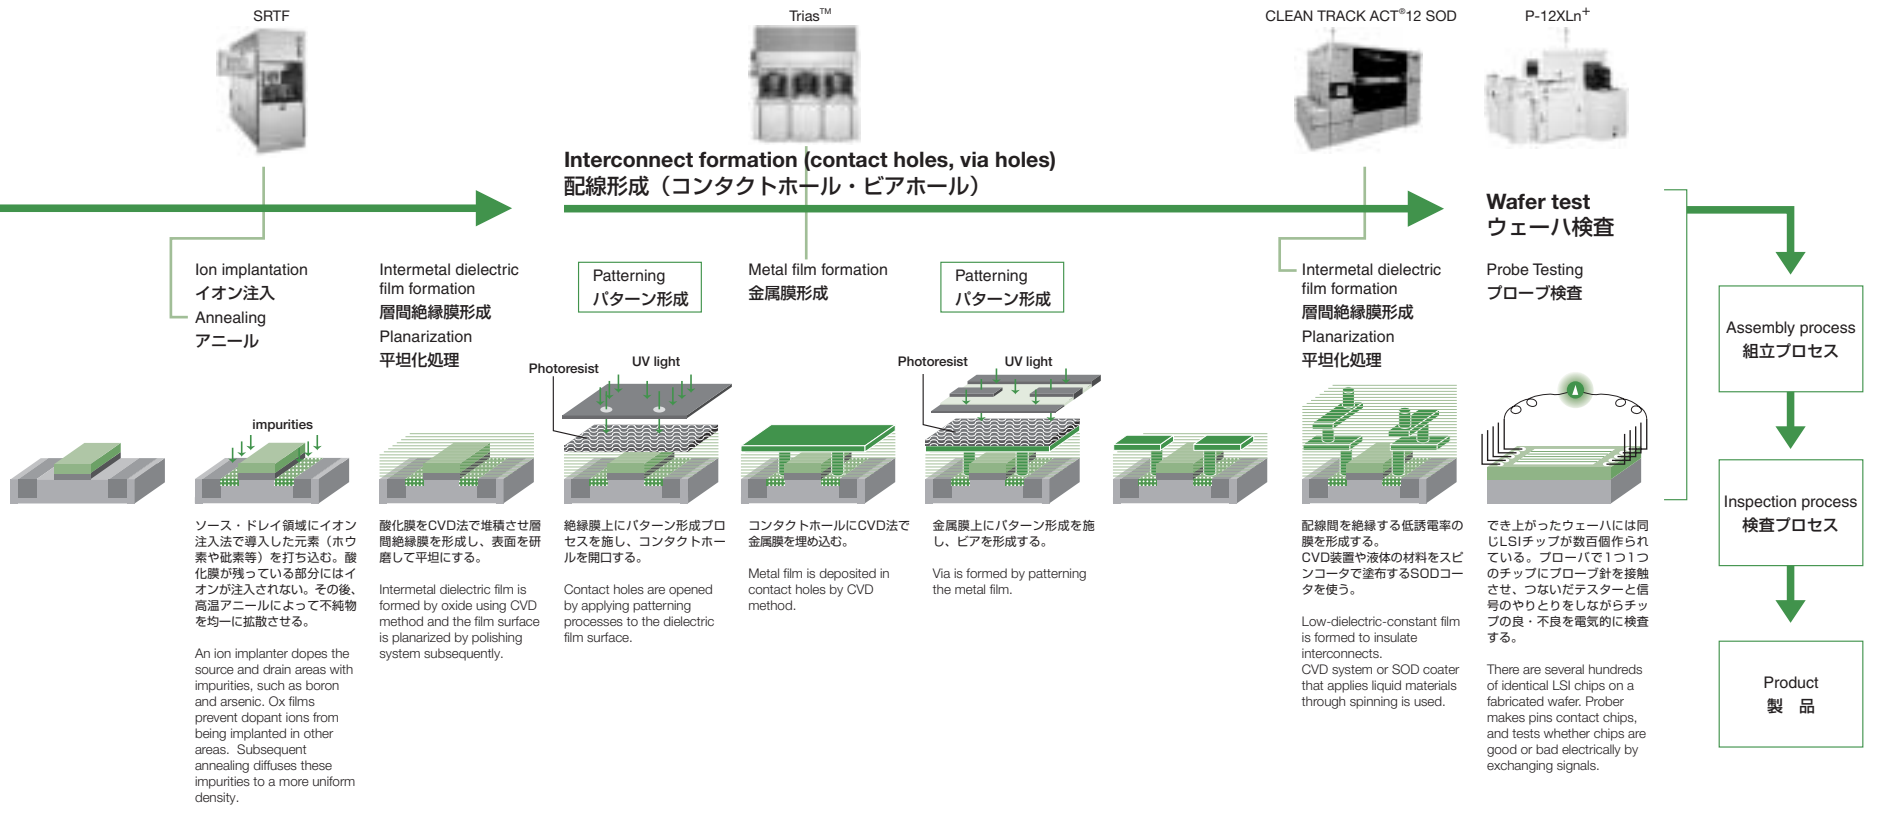 SRTF
Trias™
CLEAN TRACK ACT®12 SOD
P-12XLn+
Interconnect formation (contact holes, via holes)
配線形成（コンタクトホール・ビアホール）
Wafer test
ウェーハ検査
Ion implantation
イオン注入
Annealing
アニール
Intermetal dielectric
film formation
層間絶縁膜形成
Planarization
平坦化処理
Patterning
パターン形成
Metal film formation
金属膜形成
Patterning
パターン形成
Intermetal dielectric
film formation
層間絶縁膜形成
Planarization
平坦化処理
Probe Testing
プローブ検査
impurities
Photoresist
UV light
Photoresist
UV light
ソース・ドレイ領域にイオン
注入法で導入した元素（ホウ
素や砒素等）を打ち込む。酸
化膜が残っている部分にはイ
オンが注入されない。その後、
高温アニールによって不純物
を均一に拡散させる。
An ion implanter dopes the
source and drain areas with
impurities, such as boron
and arsenic. Ox films
prevent dopant ions from
being implanted in other
areas. Subsequent
annealing diffuses these
impurities to a more uniform
density.
酸化膜をCVD法で堆積させ層
間絶縁膜を形成し、表面を研
磨して平坦にする。
Intermetal dielectric film is
formed by oxide using CVD
method and the film surface
is planarized by polishing
system subsequently.
絶縁膜上にパターン形成プロ
セスを施し、コンタクトホー
ルを開口する。
Contact holes are opened
by applying patterning
processes to the dielectric
film surface.
コンタクトホールにCVD法で
金属膜を埋め込む。
Metal film is deposited in
contact holes by CVD
method.
金属膜上にパターン形成を施
し、ビアを形成する。
Via is formed by patterning
the metal film.
配線間を絶縁する低誘電率の
膜を形成する。
CVD装置や液体の材料をスピ
ンコータで塗布するSODコー
タを使う。
Low-dielectric-constant film
is formed to insulate
interconnects.
CVD system or SOD coater
that applies liquid materials
through spinning is used.
でき上がったウェーハには同
じLSIチップが数百個作られ
ている。プローバで1つ1つ
のチップにプローブ針を接触
させ、つないだテスターと信
号のやりとりをしながらチッ
プの良・不良を電気的に検査
する。
There are several hundreds
of identical LSI chips on a
fabricated wafer. Prober
makes pins contact chips,
and tests whether chips are
good or bad electrically by
exchanging signals.
Assembly process
組立プロセス
Inspection process
検査プロセス
Product
製　品